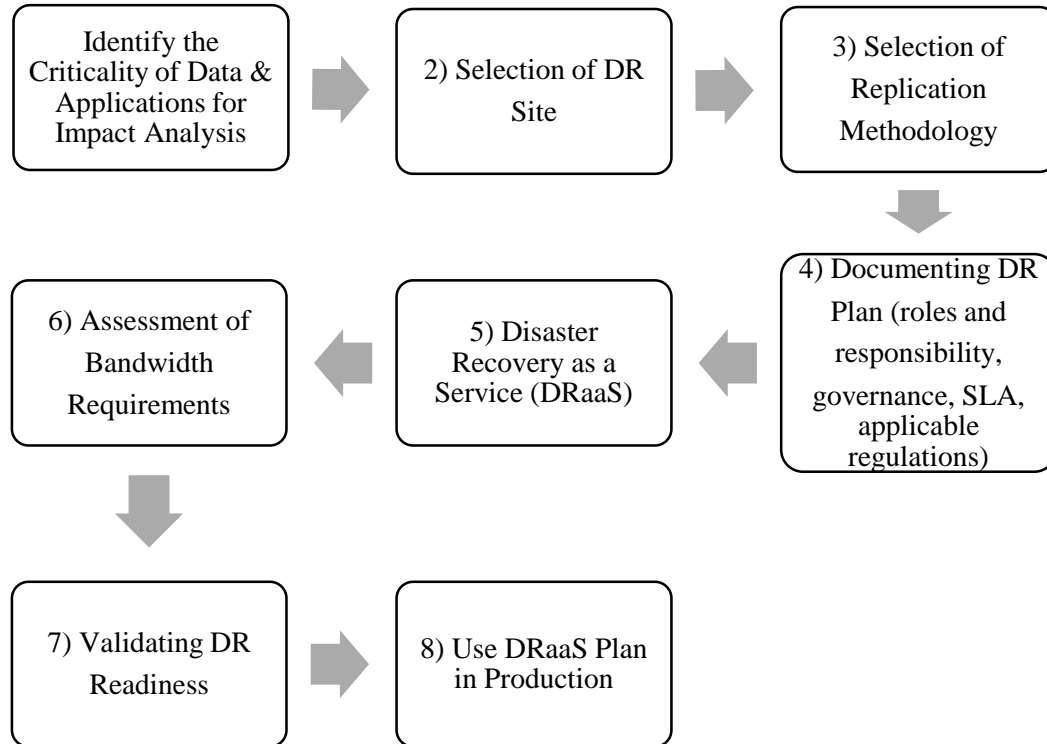 Identify the
Criticality of Data &
Applications for
Impact Analysis
2) Selection of DR
Site
3) Selection of
Replication
Methodology
4) Documenting DR
Plan (roles and
responsibility,
governance, SLA,
applicable
regulations)
5) Disaster
Recovery as a
Service (DRaaS)
6) Assessment of
Bandwidth
Requirements
7) Validating DR
Readiness
8) Use DRaaS Plan
in Production